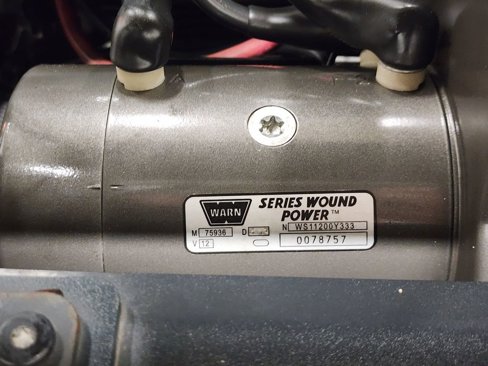 WARN
SERIES WOUND
POWER™
M 75936 D N WS11200Y333
V 12 0078757